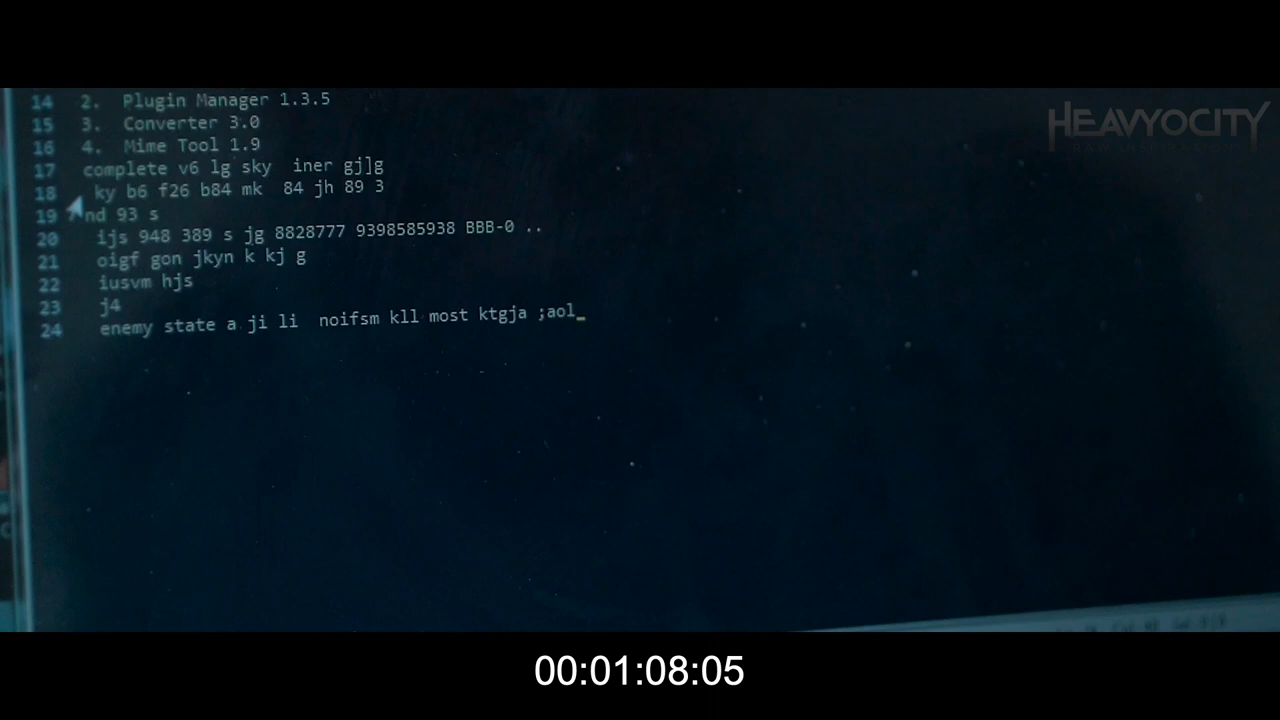 HEAVYOCITY
14 2. Plugin Manager 1.3.5
15 3. Converter 3.0
16 4. Mime Tool 1.9
17 complete v6 lg sky iner gj]g
18 ky b6 f26 b84 mk 84 jh 89 3
19 nd 93 s
20 ijs 948 389 s jg 8828777 9398585938 BBB-0 ..
21 oigf gon jkyn k kj g
22 iusvm hjs
23 j4
24 enemy state a ji li noifsm kll most ktgja ;aol_
00:01:08:05